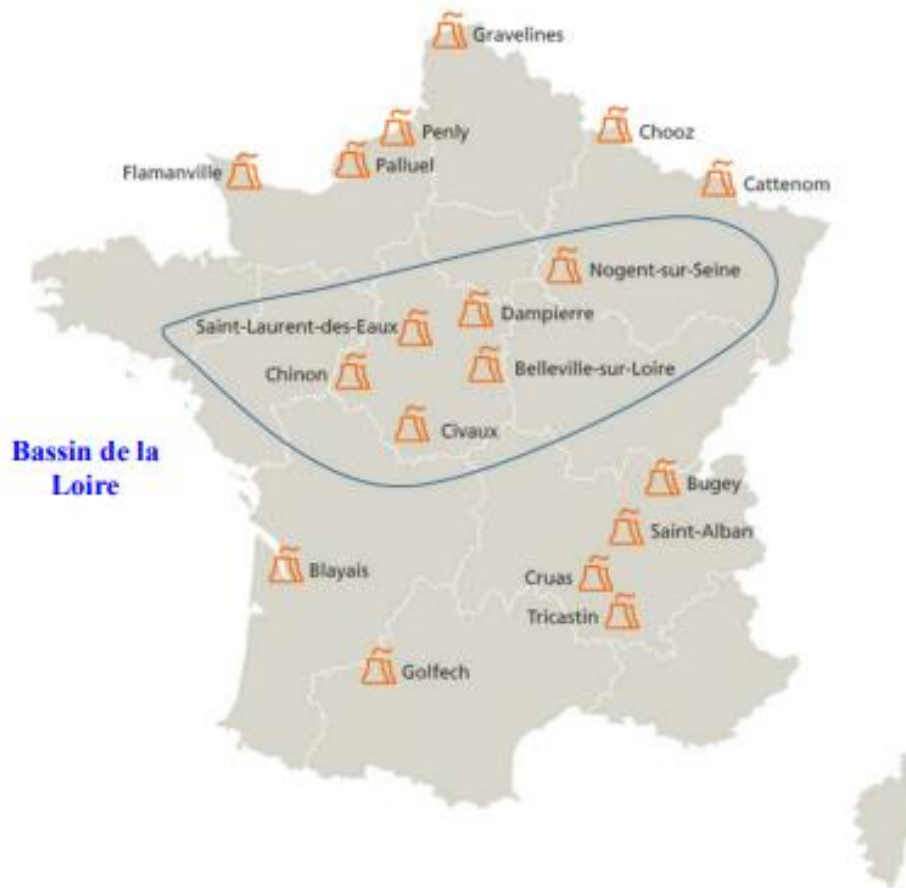 Gravelines
Penly
Chooz
Palluel
Flamanville
Cattenom
Nogent-sur-Seine
Dampierre
Saint-Laurent-des-Eaux
Belleville-sur-Loire
Chinon
Civaux
Bassin de la
Loire
Bugey
Saint-Alban
Blayais
Cruas
Tricastin
Golfech